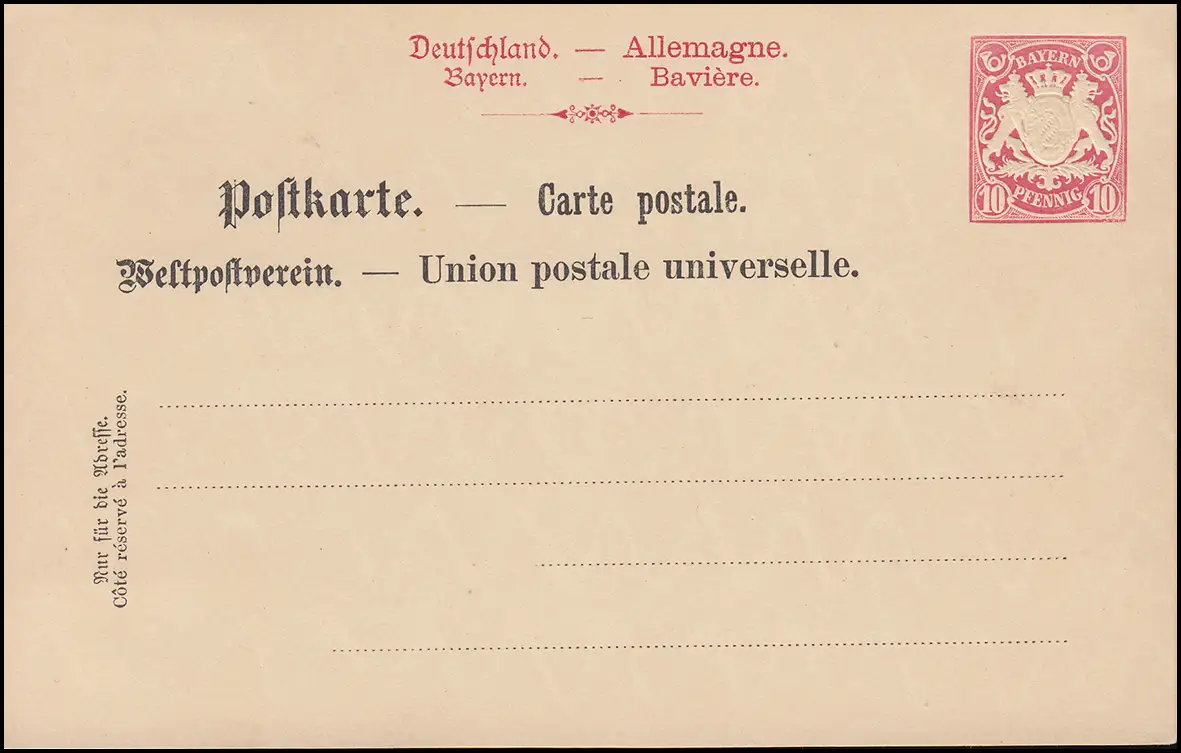 Deutſchland. — Allemagne.
Bayern. — Bavière.
BAYERN
10 PFENNIG 10
Poſtkarte. — Carte postale.
Weltpoſtverein. — Union postale universelle.
Nur für die Adreſſe.
Côté réservé à l'adresse.